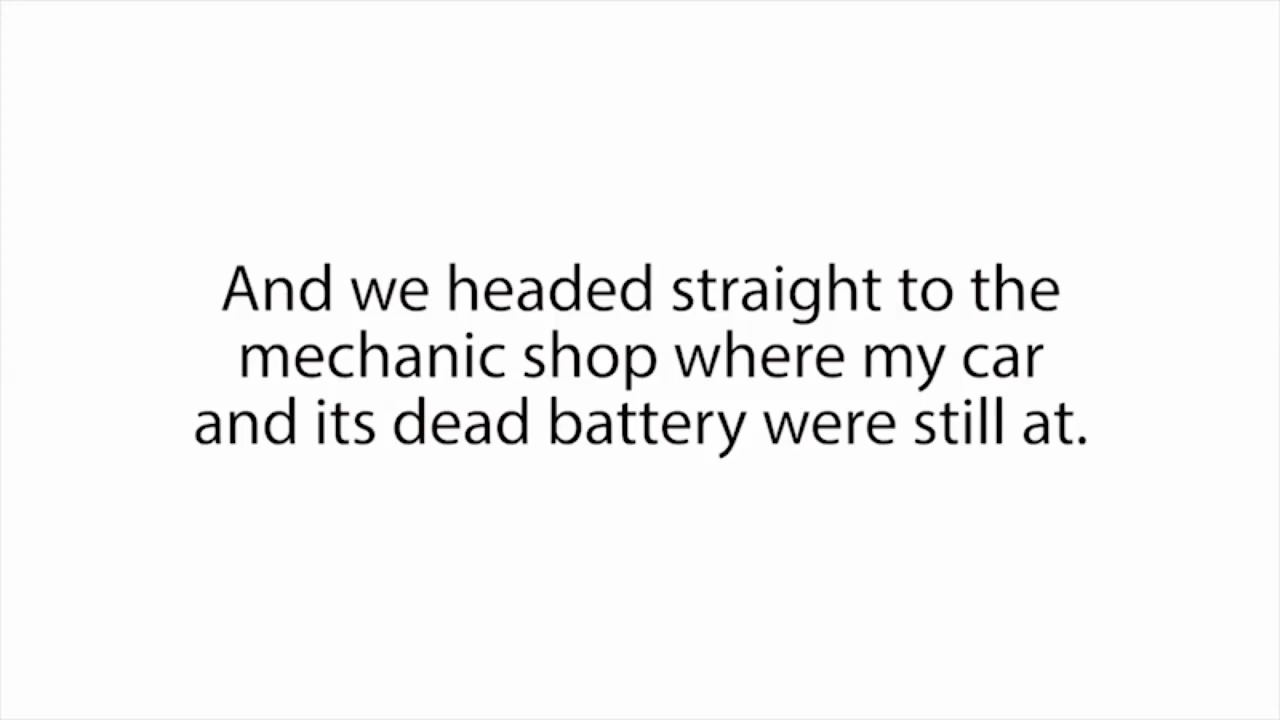 And we headed straight to the
mechanic shop where my car
and its dead battery were still at.